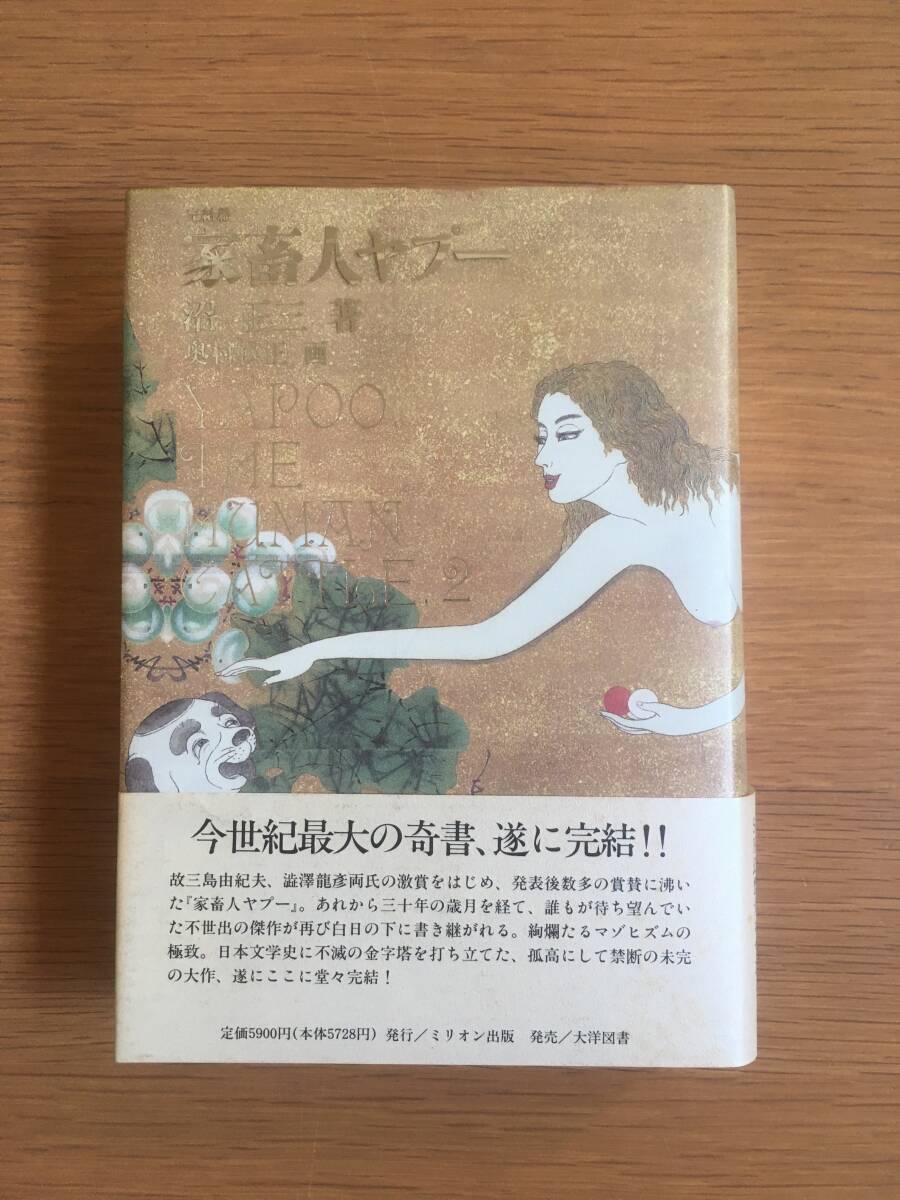 家畜人ヤプー
沼 正三 著
奥村靫正 画
YAPOO
THE
HUMAN
CATTLE. 2
今世紀最大の奇書、遂に完結!!
故三島由紀夫、澁澤龍彥両氏の激賞をはじめ、発表後数多の賞賛に沸い
た『家畜人ヤプー』。あれから三十年の歳月を経て、誰もが待ち望んでい
た不世出の傑作が再び白日の下に書き継がれる。絢爛たるマゾヒズムの
極致。日本文学史に不滅の金字塔を打ち立てた、孤高にして禁断の未完
の大作、遂にここに堂々完結!
定価5900円(本体5728円) 発行/ミリオン出版 発売/大洋図書